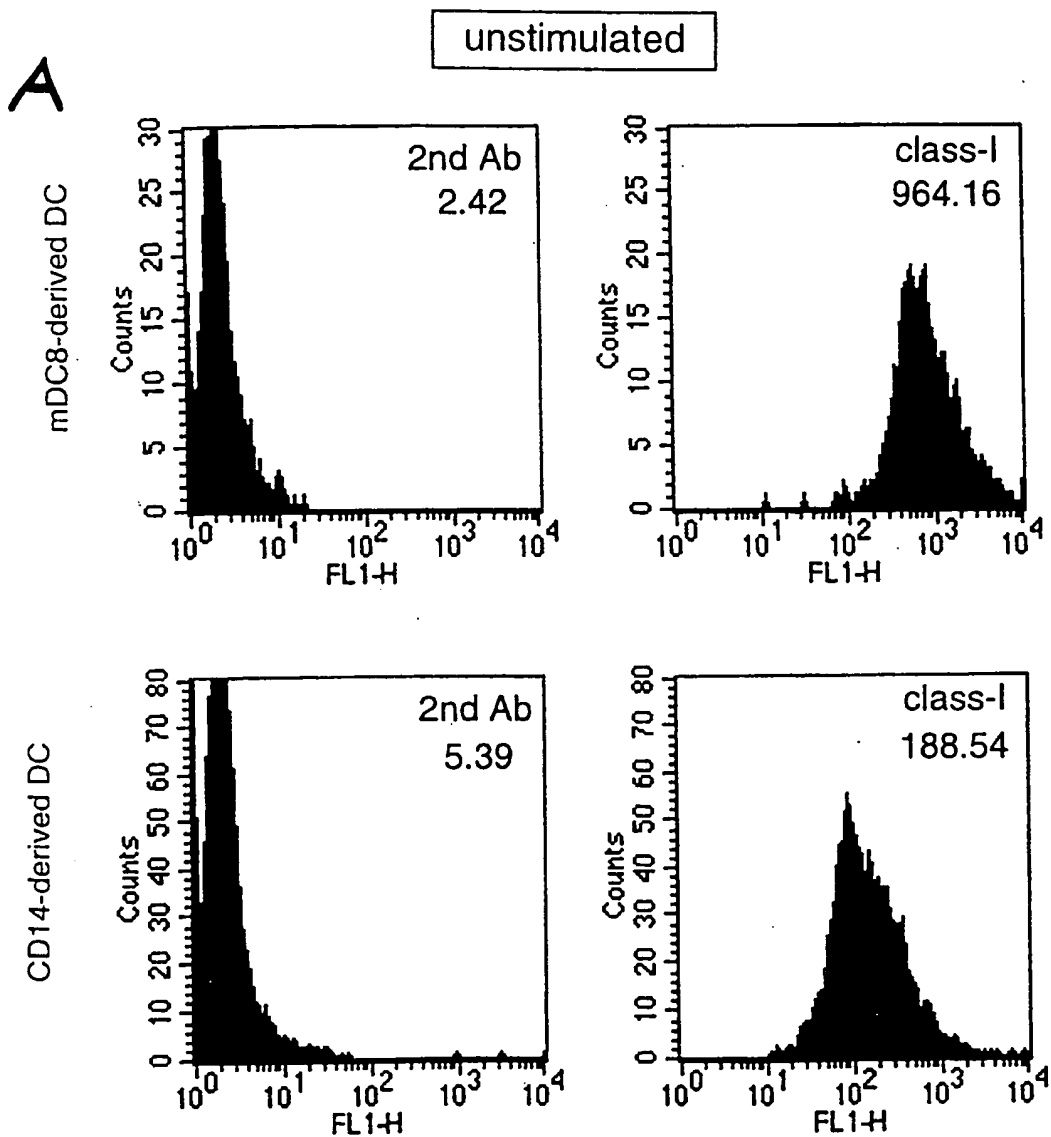 unstimulated
A
mDC8-derived DC
30
25
20
15
10
5
0
Counts
2nd Ab
2.42
10^0 10^1 10^2 10^3 10^4
FL1-H
30
25
20
15
10
5
0
Counts
class-I
964.16
10^0 10^1 10^2 10^3 10^4
FL1-H
CD14-derived DC
80
70
60
50
40
30
20
10
0
Counts
2nd Ab
5.39
10^0 10^1 10^2 10^3 10^4
FL1-H
80
70
60
50
40
30
20
10
0
Counts
class-I
188.54
10^0 10^1 10^2 10^3 10^4
FL1-H